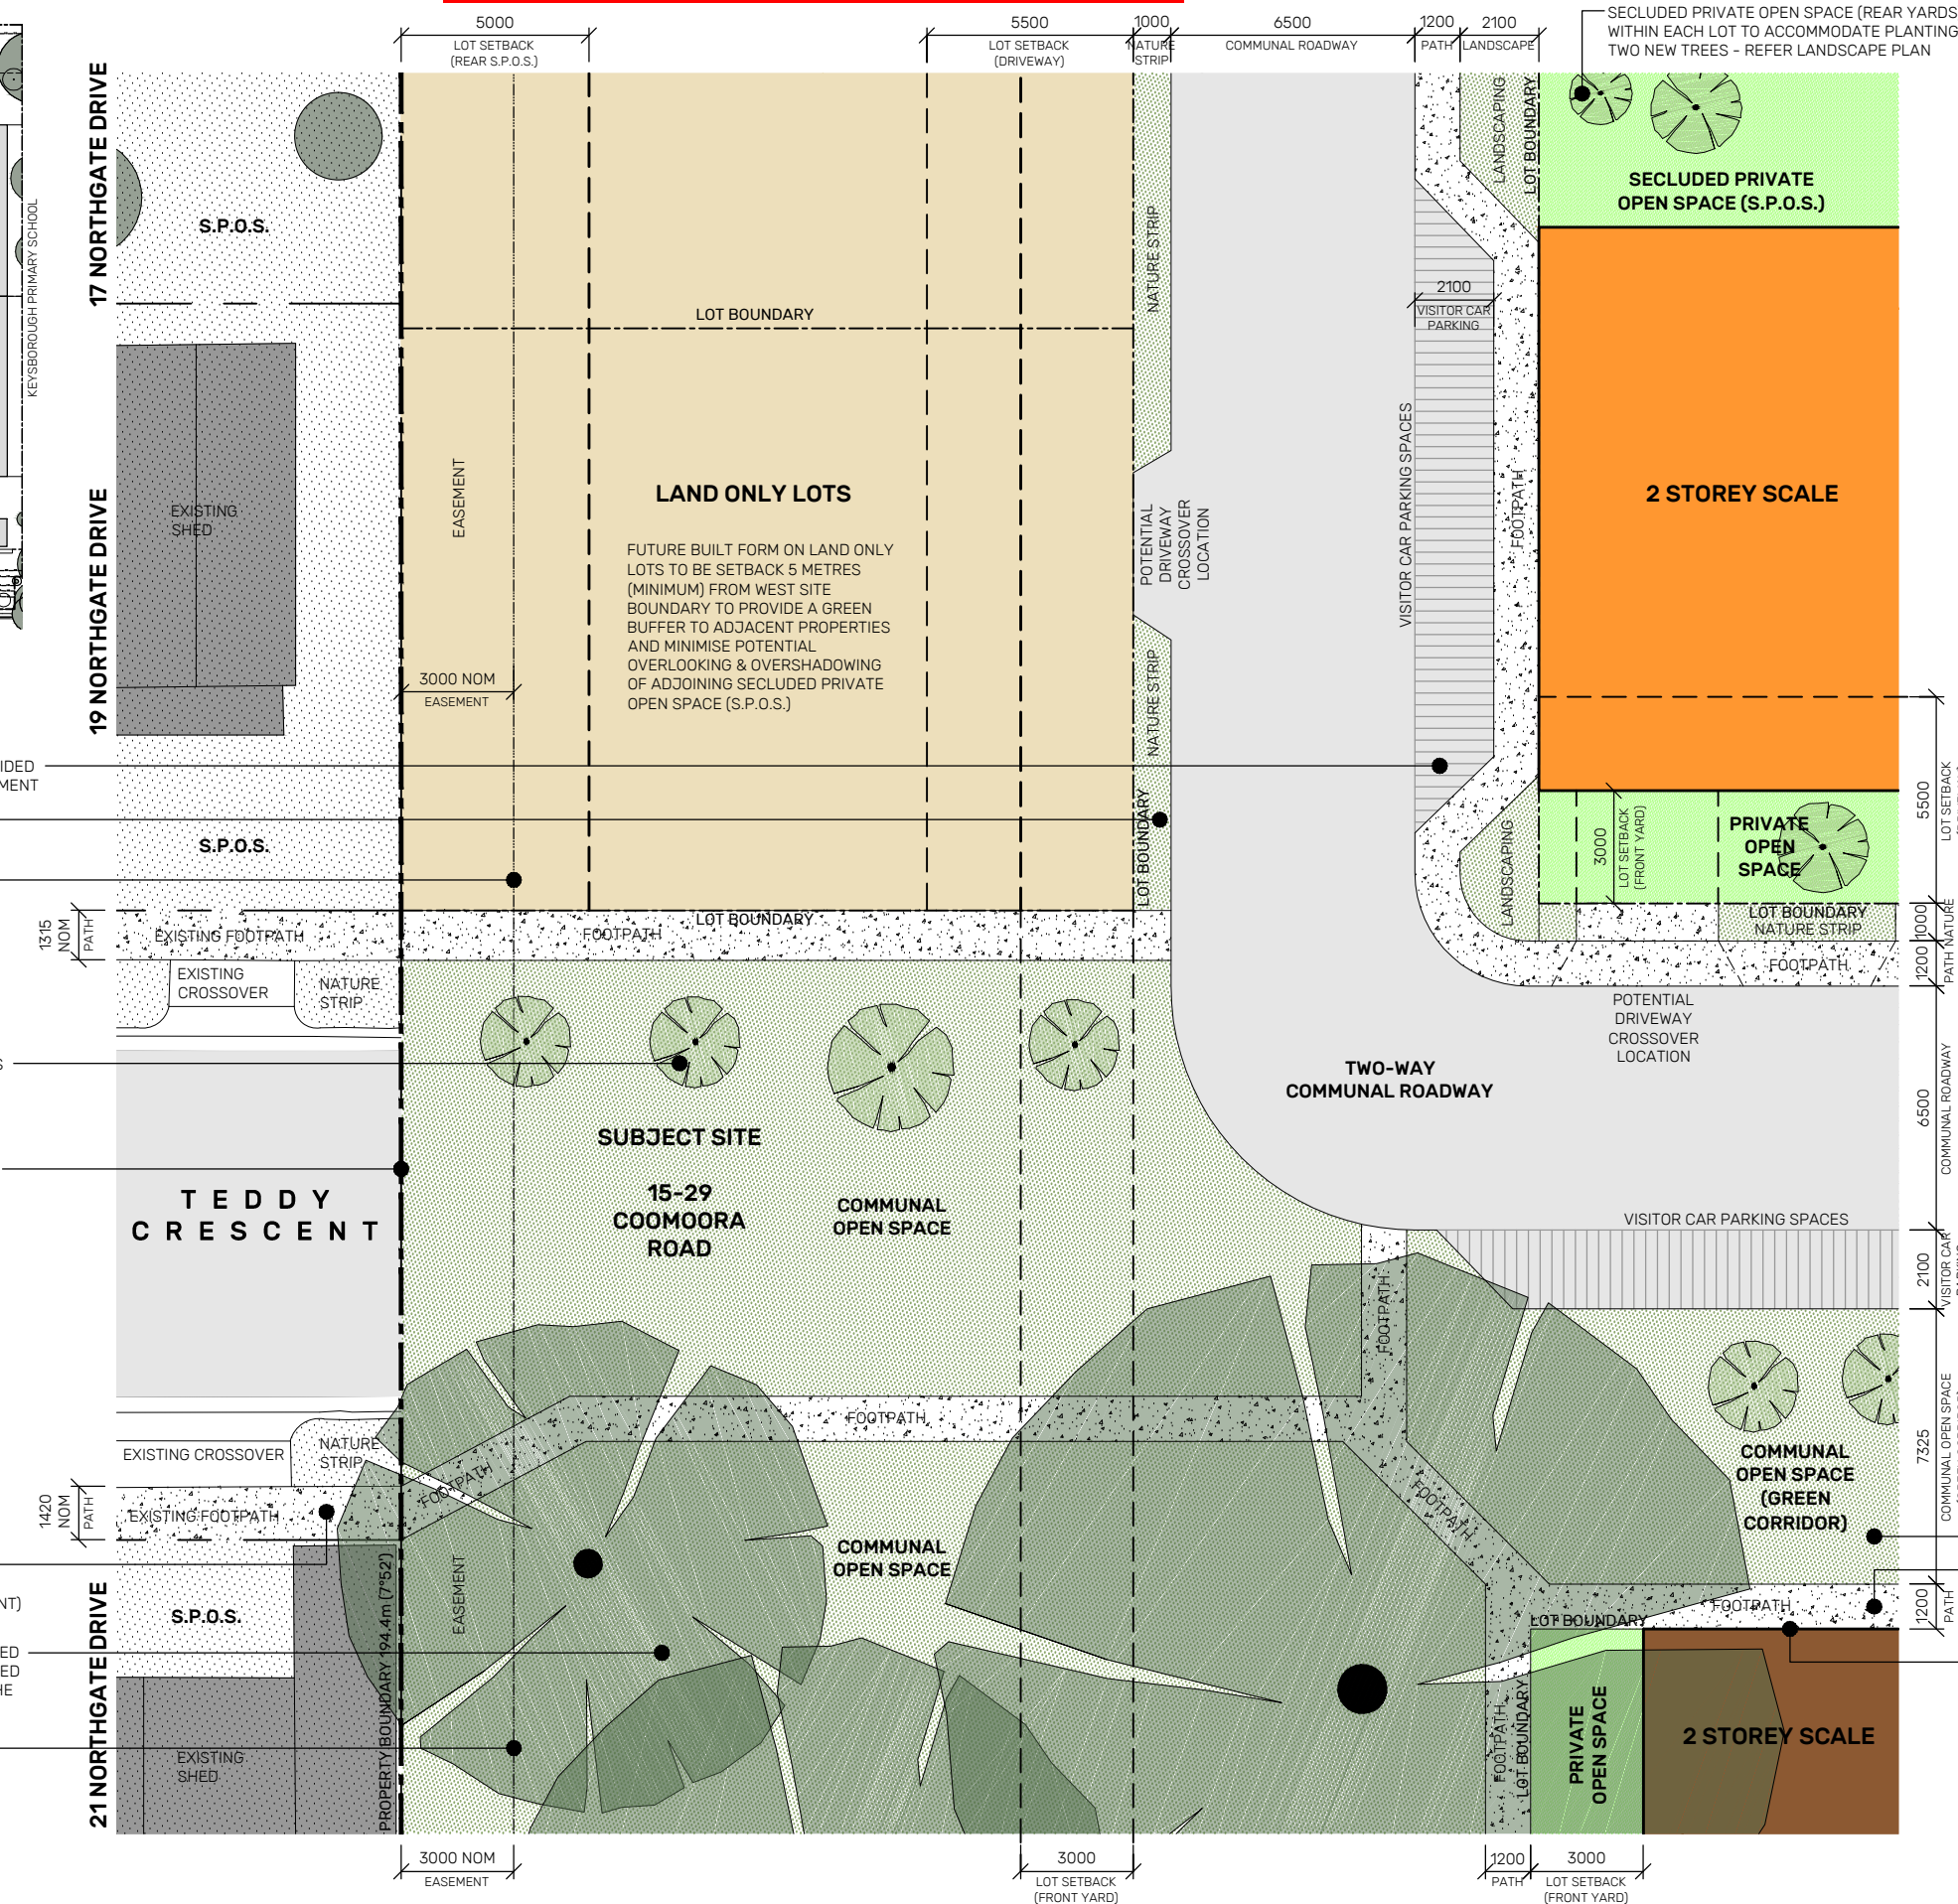 5000
LOT SETBACK
(REAR S.P.O.S.)
5500
LOT SETBACK
(DRIVEWAY)
1000
NATURE
STRIP
6500
COMMUNAL ROADWAY
1200
PATH
2100
LANDSCAPE
SECLUDED PRIVATE OPEN SPACE (REAR YARDS
WITHIN EACH LOT TO ACCOMMODATE PLANTING
TWO NEW TREES - REFER LANDSCAPE PLAN
KEYSBOROUGH PRIMARY SCHOOL
17 NORTHGATE DRIVE
S.P.O.S.
LOT BOUNDARY
NATURE STRIP
LANDSCAPING
LOT BOUNDARY
SECLUDED PRIVATE
OPEN SPACE (S.P.O.S.)
2100
VISITOR CAR
PARKING
19 NORTHGATE DRIVE
EXISTING
SHED
EASEMENT
LAND ONLY LOTS
FUTURE BUILT FORM ON LAND ONLY
LOTS TO BE SETBACK 5 METRES
(MINIMUM) FROM WEST SITE
BOUNDARY TO PROVIDE A GREEN
BUFFER TO ADJACENT PROPERTIES
AND MINIMISE POTENTIAL
OVERLOOKING & OVERSHADOWING
OF ADJOINING SECLUDED PRIVATE
OPEN SPACE (S.P.O.S.)
POTENTIAL
DRIVEWAY
CROSSOVER
LOCATION
VISITOR CAR PARKING SPACES
FOOTPATH
2 STOREY SCALE
3000 NOM
EASEMENT
NATURE STRIP
IDED
MENT
LOT BOUNDARY
S.P.O.S.
LANDSCAPING
3000
LOT SETBACK
(FRONT YARD)
PRIVATE
OPEN
SPACE
5500
LOT SETBACK
1315
NOM
PATH
EXISTING FOOTPATH
LOT BOUNDARY
FOOTPATH
LOT BOUNDARY
NATURE STRIP
1000
NATURE
FOOTPATH
1200
PATH
EXISTING
CROSSOVER
NATURE
STRIP
POTENTIAL
DRIVEWAY
CROSSOVER
LOCATION
S
TWO-WAY
COMMUNAL ROADWAY
6500
COMMUNAL ROADWAY
SUBJECT SITE
15-29
COOMOORA
ROAD
COMMUNAL
OPEN SPACE
TEDDY
CRESCENT
VISITOR CAR PARKING SPACES
2100
VISITOR CAR
FOOTPATH
FOOTPATH
EXISTING CROSSOVER
NATURE
STRIP
FOOTPATH
1420
NOM
PATH
EXISTING FOOTPATH
FOOTPATH
COMMUNAL
OPEN SPACE
(GREEN
CORRIDOR)
7325
COMMUNAL OPEN SPACE
COMMUNAL
OPEN SPACE
EASEMENT
PROPERTY BOUNDARY 194.4m (7°52')
NT)
ED
ED
HE
21 NORTHGATE DRIVE
S.P.O.S.
EXISTING
SHED
LOT BOUNDARY
FOOTPATH
1200
PATH
FOOTPATH
LOT BOUNDARY
PRIVATE
OPEN SPACE
2 STOREY SCALE
3000 NOM
EASEMENT
3000
LOT SETBACK
(FRONT YARD)
1200
PATH
3000
LOT SETBACK
(FRONT YARD)